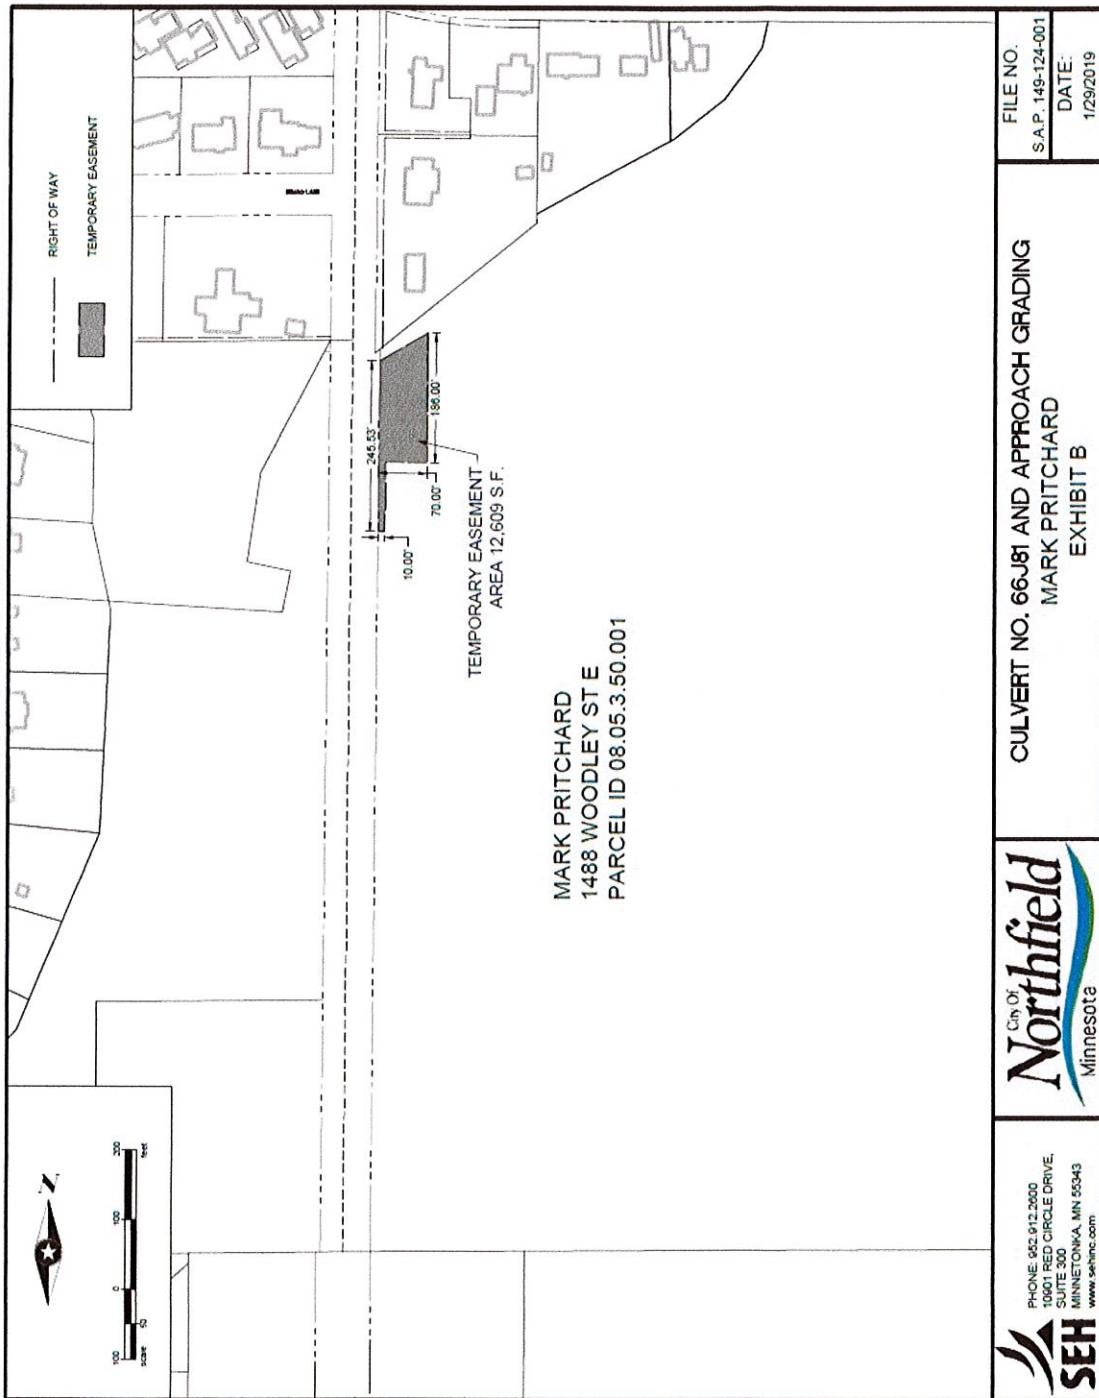 RIGHT OF WAY
TEMPORARY EASEMENT
245.53'
186.00'
70.00'
10.00'
TEMPORARY EASEMENT
AREA 12,609 S.F.
MARK PRITCHARD
1488 WOODLEY ST E
PARCEL ID 08.05.3.50.001
100
0
100
200
scale
50
feet
SEH
PHONE: 952.912.2600
10901 RED CIRCLE DRIVE,
SUITE 300
MINNETONKA, MN 55343
www.sehinc.com
City Of
Northfield
Minnesota
CULVERT NO. 66J81 AND APPROACH GRADING
MARK PRITCHARD
EXHIBIT B
FILE NO.
S.A.P. 149-124-001
DATE:
1/29/2019